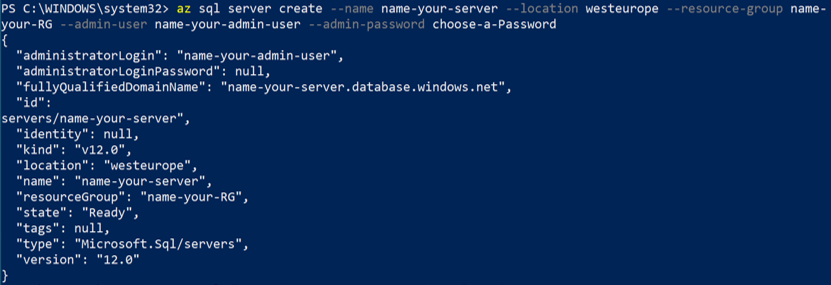 PS C:\WINDOWS\system32> az sql server create --name name-your-server --location westeurope --resource-group name-
your-RG --admin-user name-your-admin-user --admin-password choose-a-Password
{
  "administratorLogin": "name-your-admin-user",
  "administratorLoginPassword": null,
  "fullyQualifiedDomainName": "name-your-server.database.windows.net",
  "id":
servers/name-your-server",
  "identity": null,
  "kind": "v12.0",
  "location": "westeurope",
  "name": "name-your-server",
  "resourceGroup": "name-your-RG",
  "state": "Ready",
  "tags": null,
  "type": "Microsoft.Sql/servers",
  "version": "12.0"
}